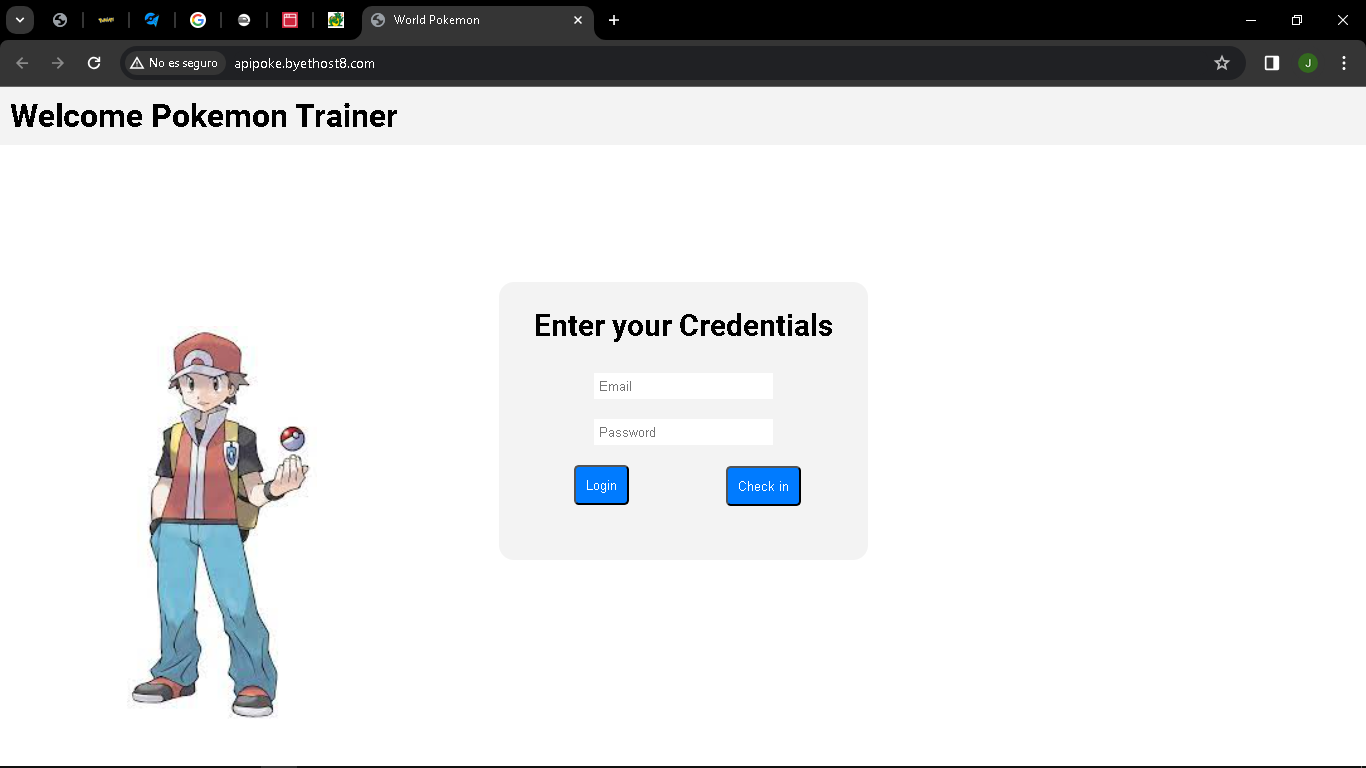 World Pokemon
No es seguro
apipoke.byethost8.com
J
Welcome Pokemon Trainer
Enter your Credentials
Email
Password
Login
Check in